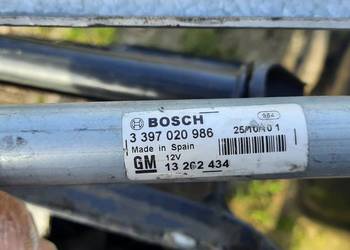 BOSCH
3 397 020 986
Made in Spain
12V
GM 13 262 434